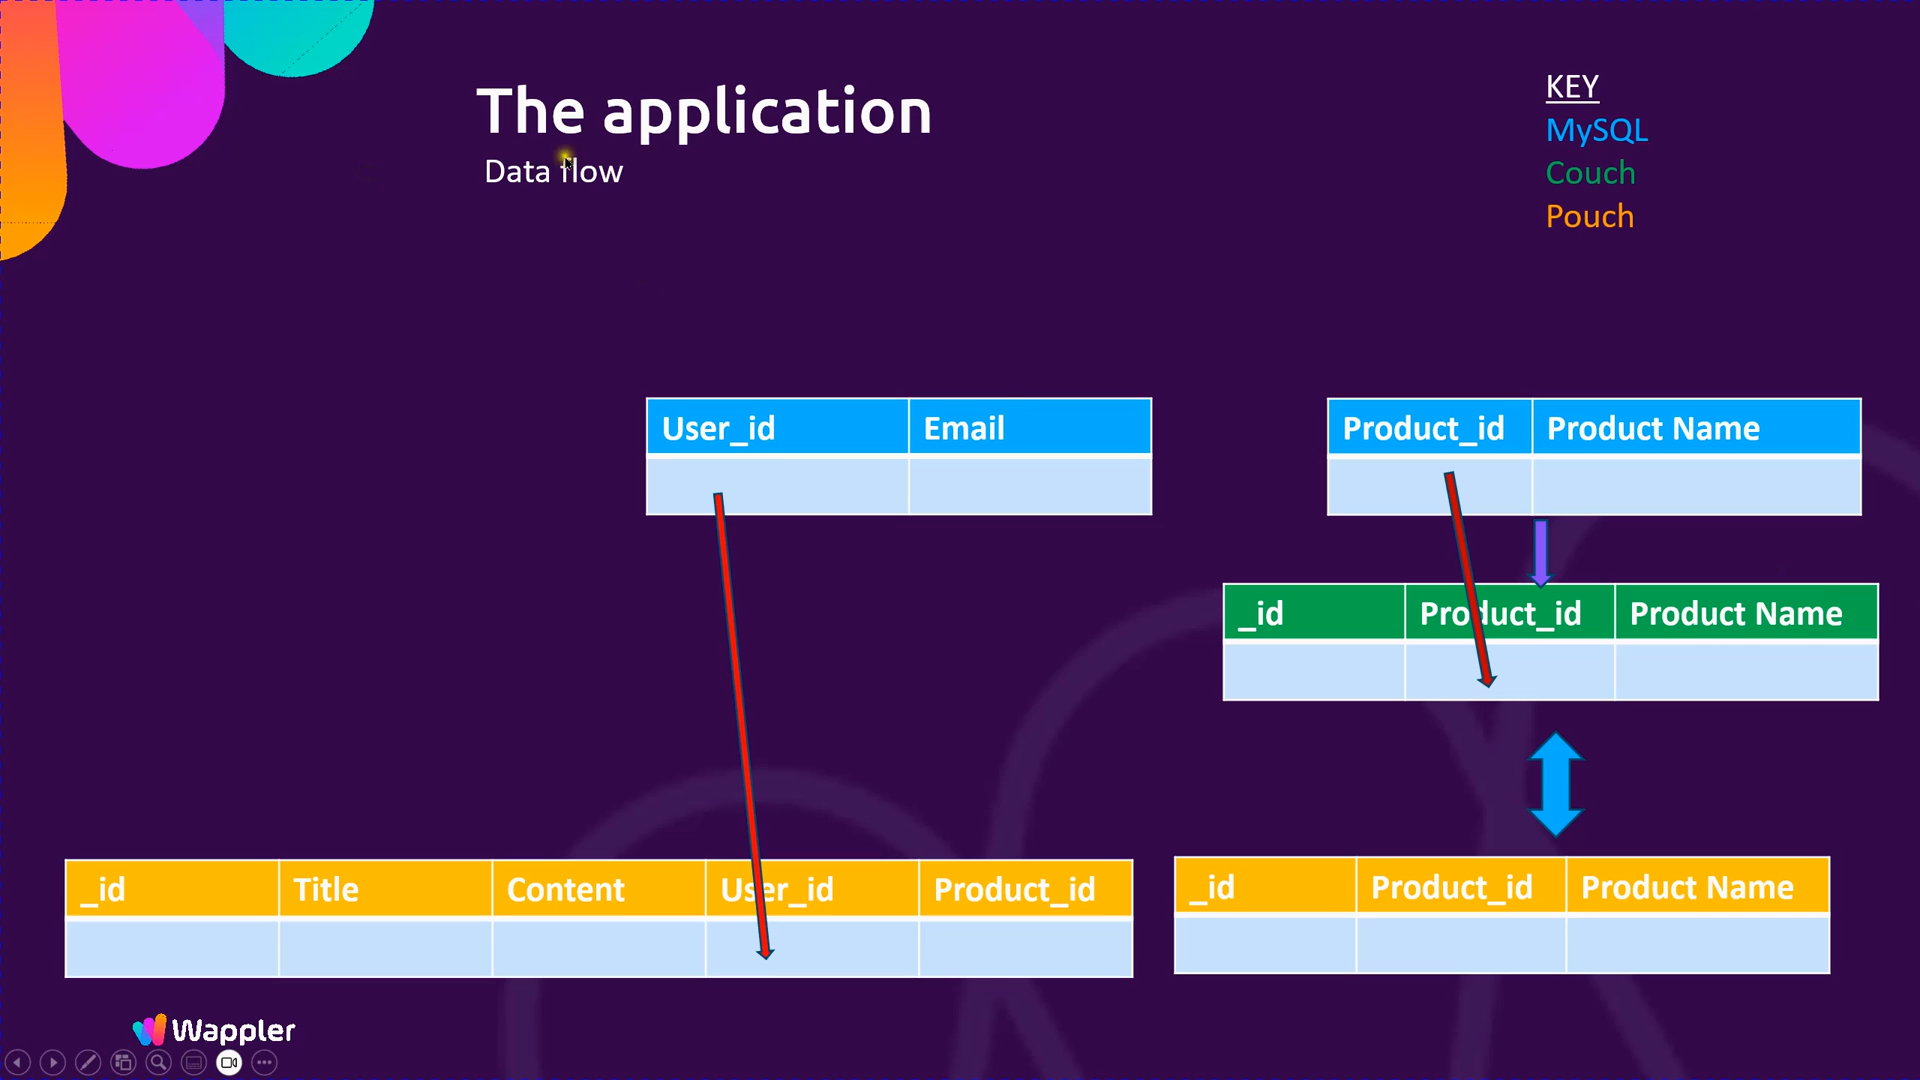 The application
Data flow
KEY
MySQL
Couch
Pouch
User_id Email
Product_id Product Name
_id Product_id Product Name
_id Title Content User_id Product_id
_id Product_id Product Name
Wappler